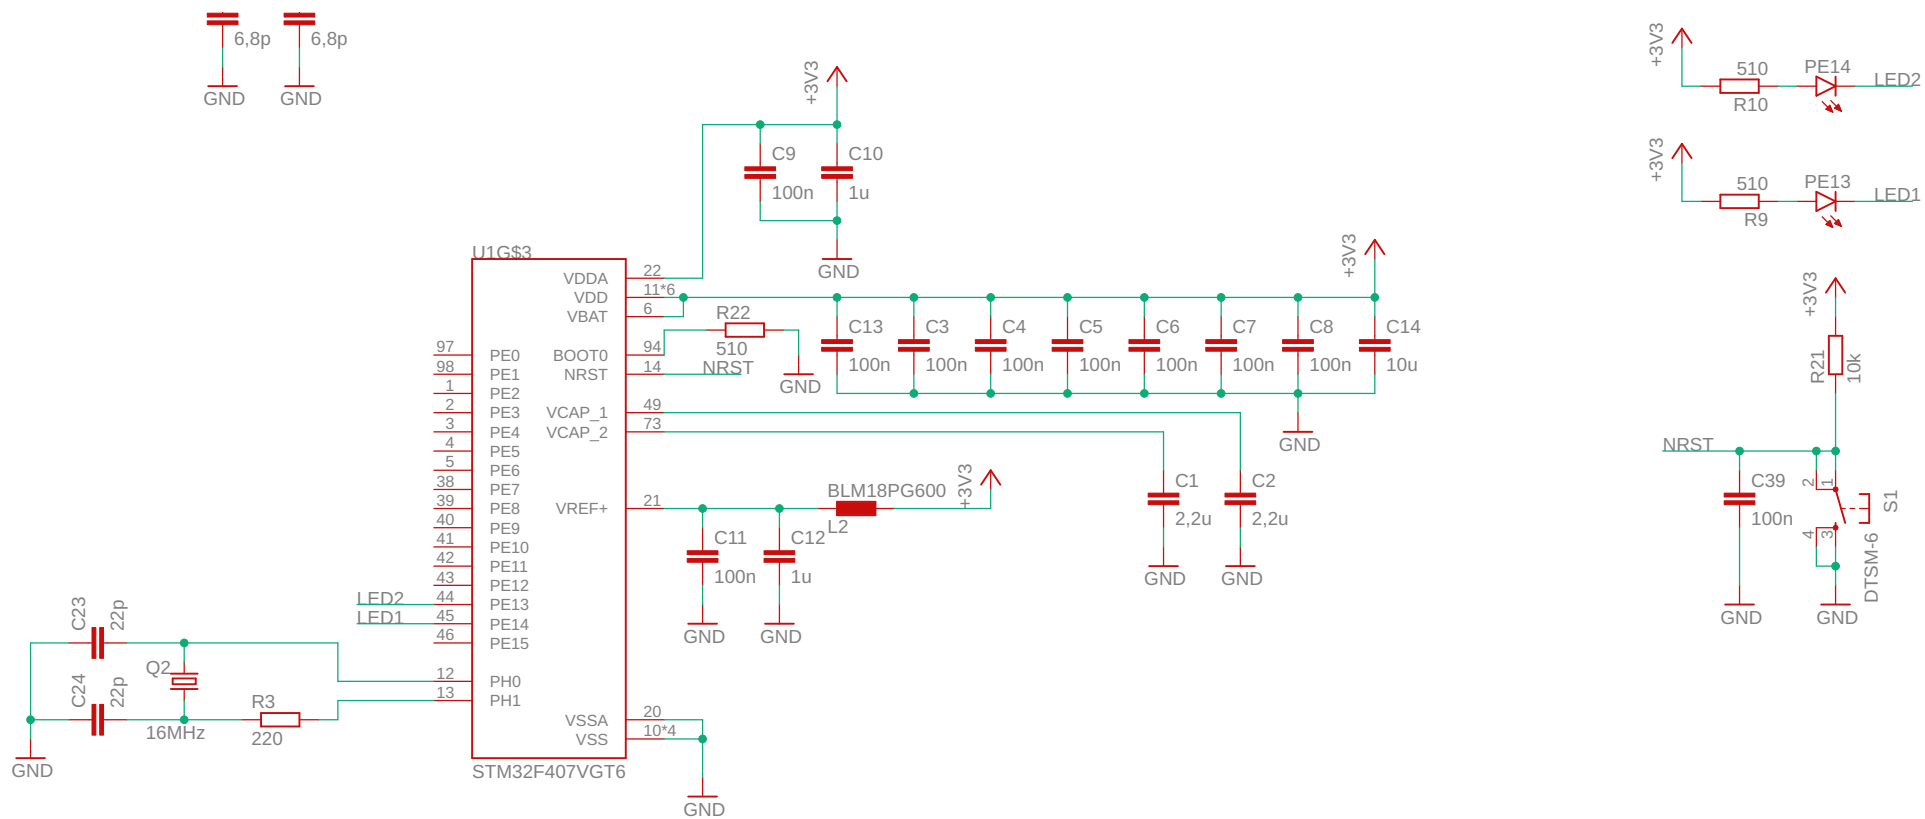 6,8p
6,8p
GND
GND
+3V3
C9
100n
C10
1u
GND
+3V3
510
R10
PE14
LED2
+3V3
510
R9
PE13
LED1
U1G$3
VDDA
22
VDD
11*6
VBAT
6
BOOT0
94
NRST
14
VCAP_1
49
VCAP_2
73
VREF+
21
VSSA
20
VSS
10*4
97
PE0
98
PE1
1
PE2
2
PE3
3
PE4
4
PE5
5
PE6
38
PE7
39
PE8
40
PE9
41
PE10
42
PE11
43
PE12
44
PE13
45
PE14
46
PE15
12
PH0
13
PH1
STM32F407VGT6
LED2
LED1
R22
510
NRST
GND
+3V3
C13
100n
C3
100n
C4
100n
C5
100n
C6
100n
C7
100n
C8
100n
C14
10u
GND
C1
2,2u
GND
C2
2,2u
GND
BLM18PG600
L2
+3V3
C11
100n
GND
C12
1u
GND
GND
C23
22p
C24
22p
Q2
16MHz
R3
220
GND
+3V3
R21
10k
NRST
C39
100n
GND
2
1
4
3
S1
DTSM-6
GND